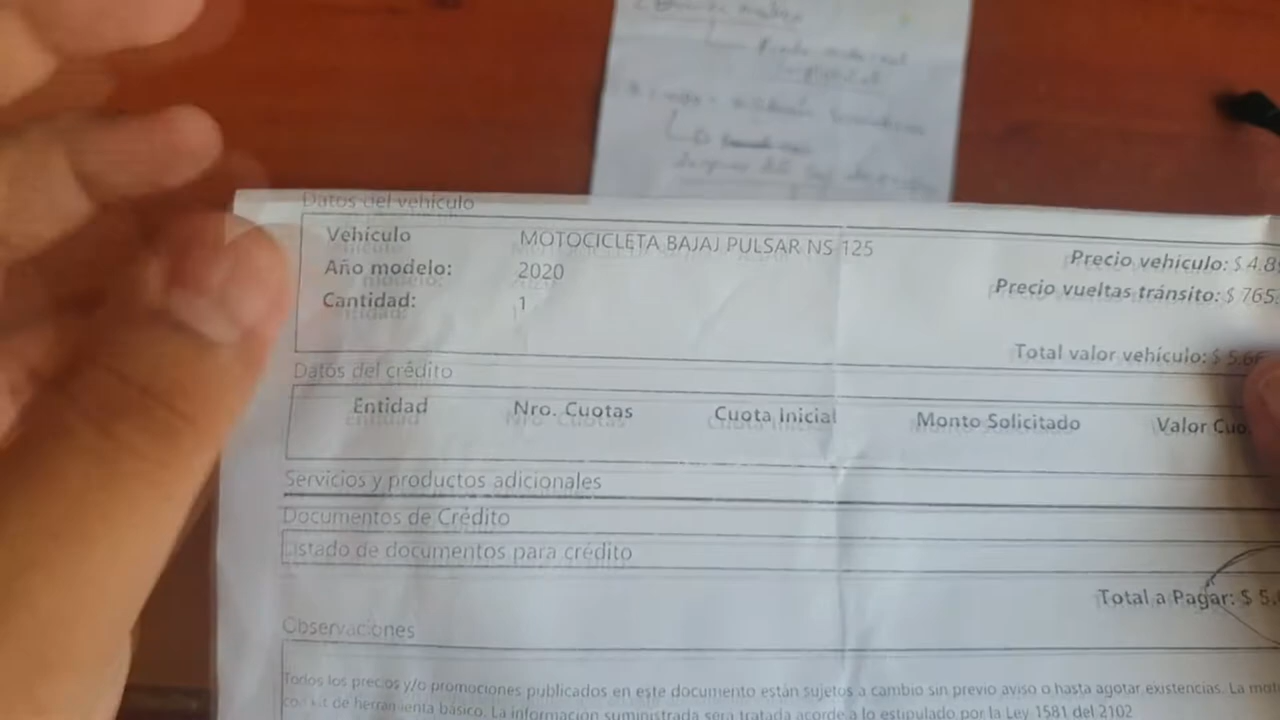 Datos del vehículo
Vehículo MOTOCICLETA BAJAJ PULSAR NS 125 Precio vehiculo: $ 4.8
Año modelo: 2020 Precio vueltas tránsito: $ 765
Cantidad: 1
Total valor vehículo: $ 5.6
Datos del crédito
Entidad Nro. Cuotas Cuota Inicial Monto Solicitado Valor Cuo
Servicios y productos adicionales
Documentos de Crédito
Listado de documentos para crédito
Total a Pagar: $ 5.
Observaciones
Todos los precios y/o promociones publicados en este documento están sujetos a cambio sin previo aviso o hasta agotar existencias. La mot
con kit de herramienta básico. La información suministrada será tratada acorde a lo estipulado por la Ley 1581 del 2102